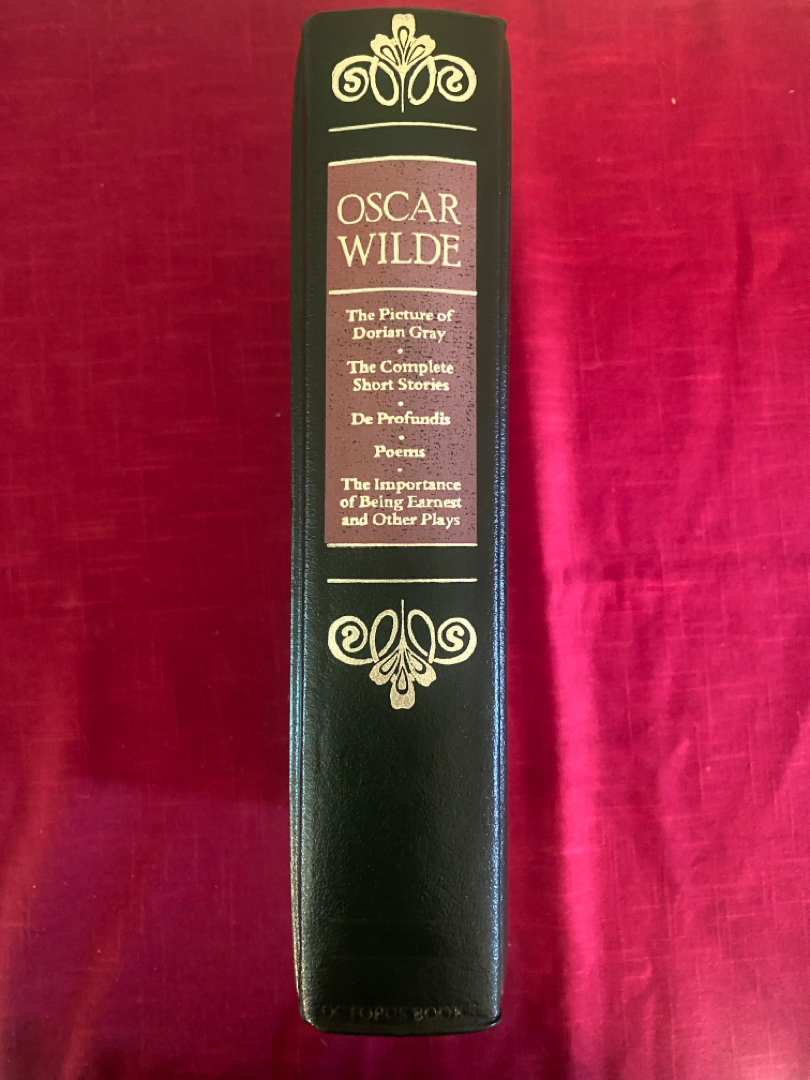 OSCAR
WILDE
The Picture of
Dorian Gray
•
The Complete
Short Stories
•
De Profundis
•
Poems
•
The Importance
of Being Earnest
and Other Plays
OCTOPUS BOOKS